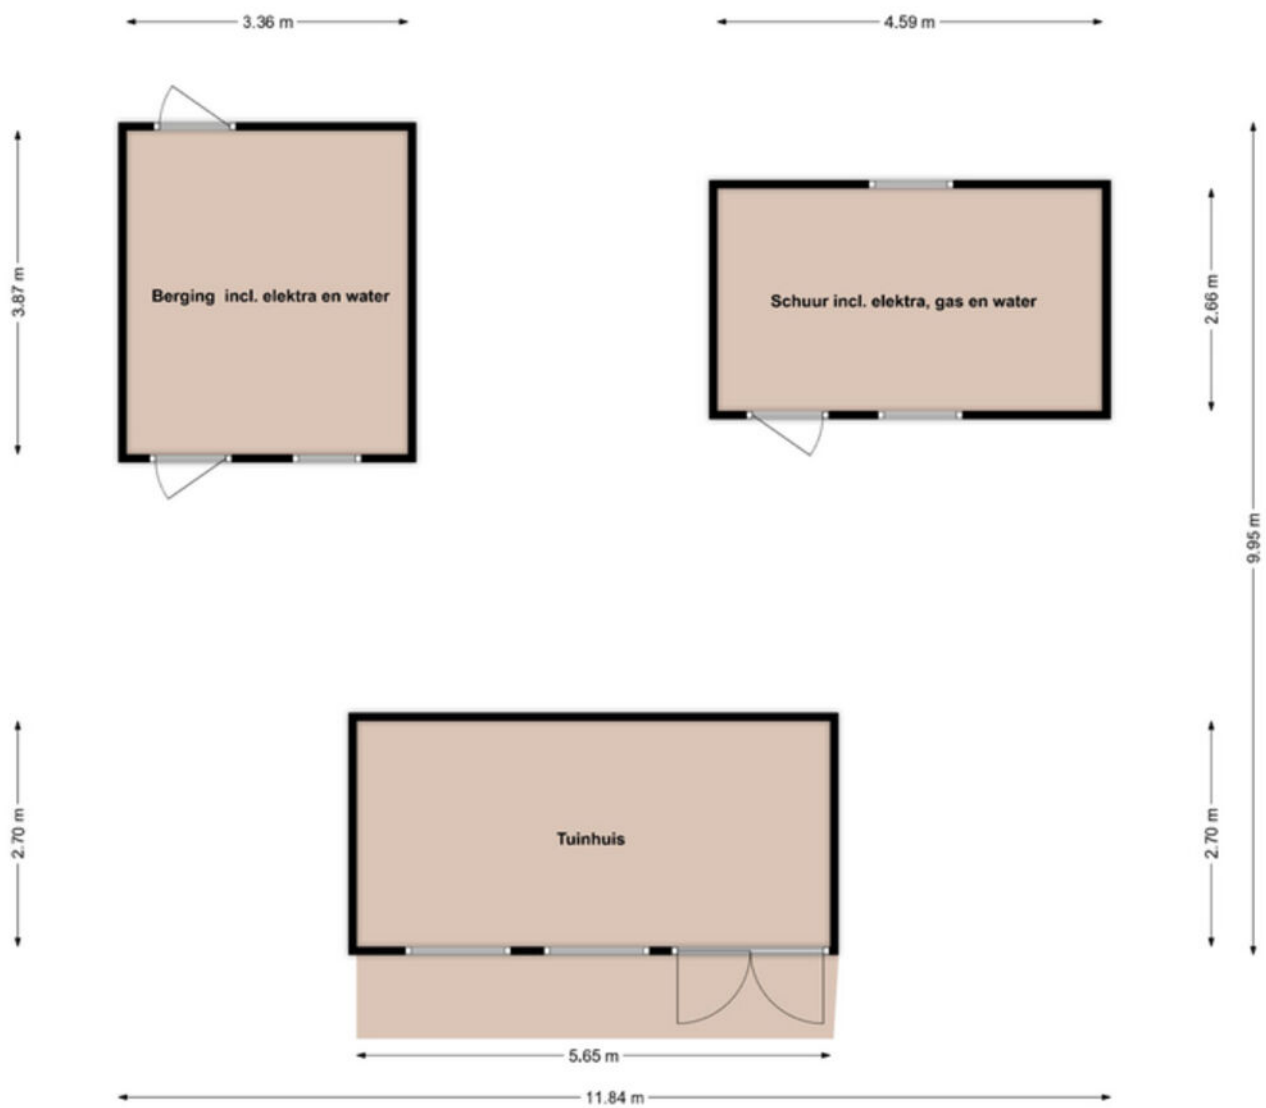 3.36 m
4.59 m
3.87 m
Berging  incl. elektra en water
Schuur incl. elektra, gas en water
2.66 m
9.95 m
2.70 m
Tuinhuis
2.70 m
5.65 m
11.84 m